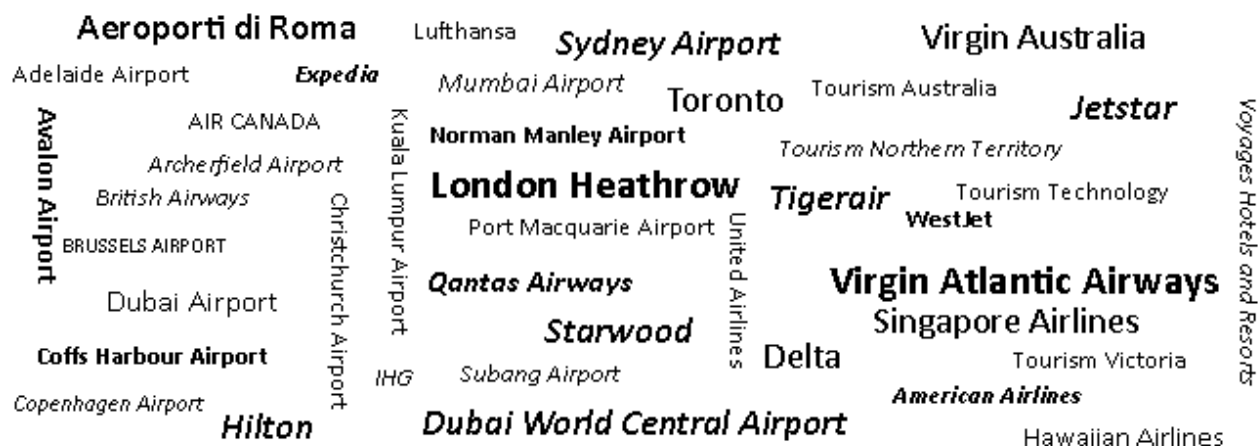 Aeroporti di Roma
Lufthansa
Sydney Airport
Virgin Australia
Adelaide Airport
Expedia
Mumbai Airport
Toronto
Tourism Australia
Jetstar
Voyages Hotels and Resorts
Avalon Airport
AIR CANADA
Kuala Lumpur Airport
Norman Manley Airport
Tourism Northern Territory
Archerfield Airport
London Heathrow
British Airways
Christchurch Airport
Tigerair
Tourism Technology
WestJet
Port Macquarie Airport
United Airlines
BRUSSELS AIRPORT
Qantas Airways
Virgin Atlantic Airways
Dubai Airport
Starwood
Singapore Airlines
Coffs Harbour Airport
Delta
Tourism Victoria
IHG
Subang Airport
American Airlines
Copenhagen Airport
Hilton
Dubai World Central Airport
Hawaiian Airlines